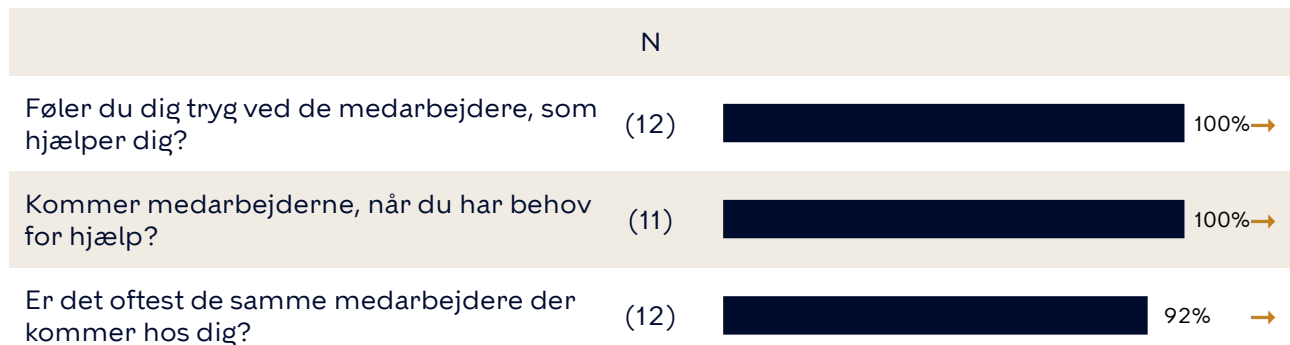 N
Føler du dig tryg ved de medarbejdere, som
hjælper dig?
(12)
100%
Kommer medarbejderne, når du har behov
for hjælp?
(11)
100%
Er det oftest de samme medarbejdere der
kommer hos dig?
(12)
92%